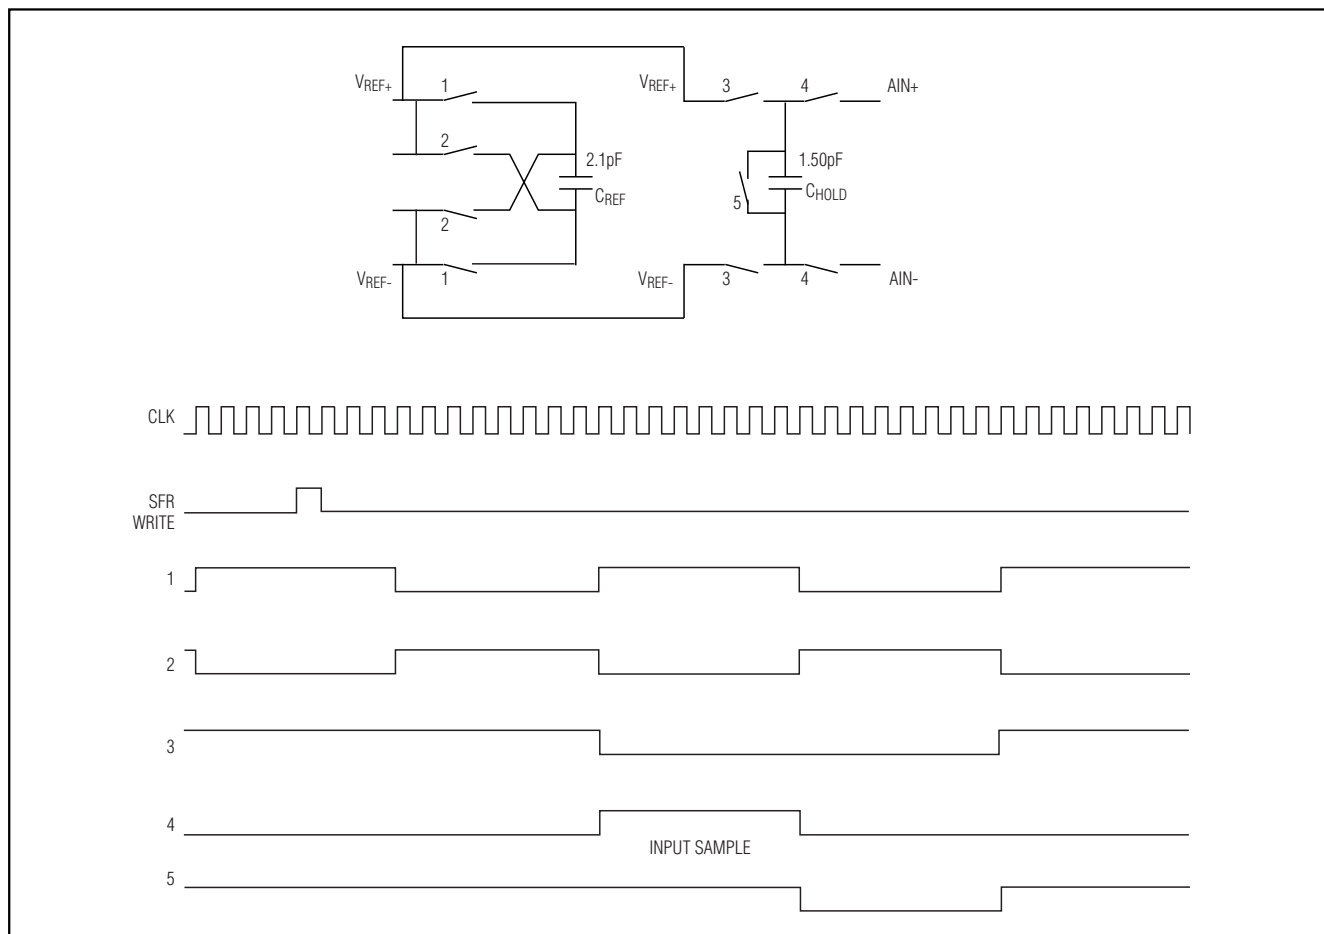 VREF+
1
2
2
1
VREF-
2.1pF
CREF
VREF+
3
4
AIN+
1.50pF
5
CHOLD
VREF-
3
4
AIN-
CLK
SFR
WRITE
1
2
3
4
INPUT SAMPLE
5